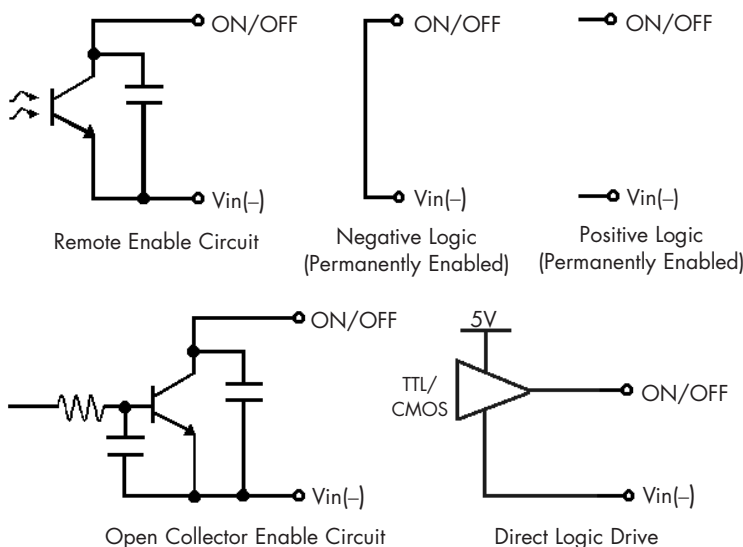 ON/OFF
Vin(–)
Remote Enable Circuit
ON/OFF
Vin(–)
Negative Logic
(Permanently Enabled)
ON/OFF
Vin(–)
Positive Logic
(Permanently Enabled)
ON/OFF
Vin(–)
Open Collector Enable Circuit
5V
TTL/
CMOS
ON/OFF
Vin(–)
Direct Logic Drive